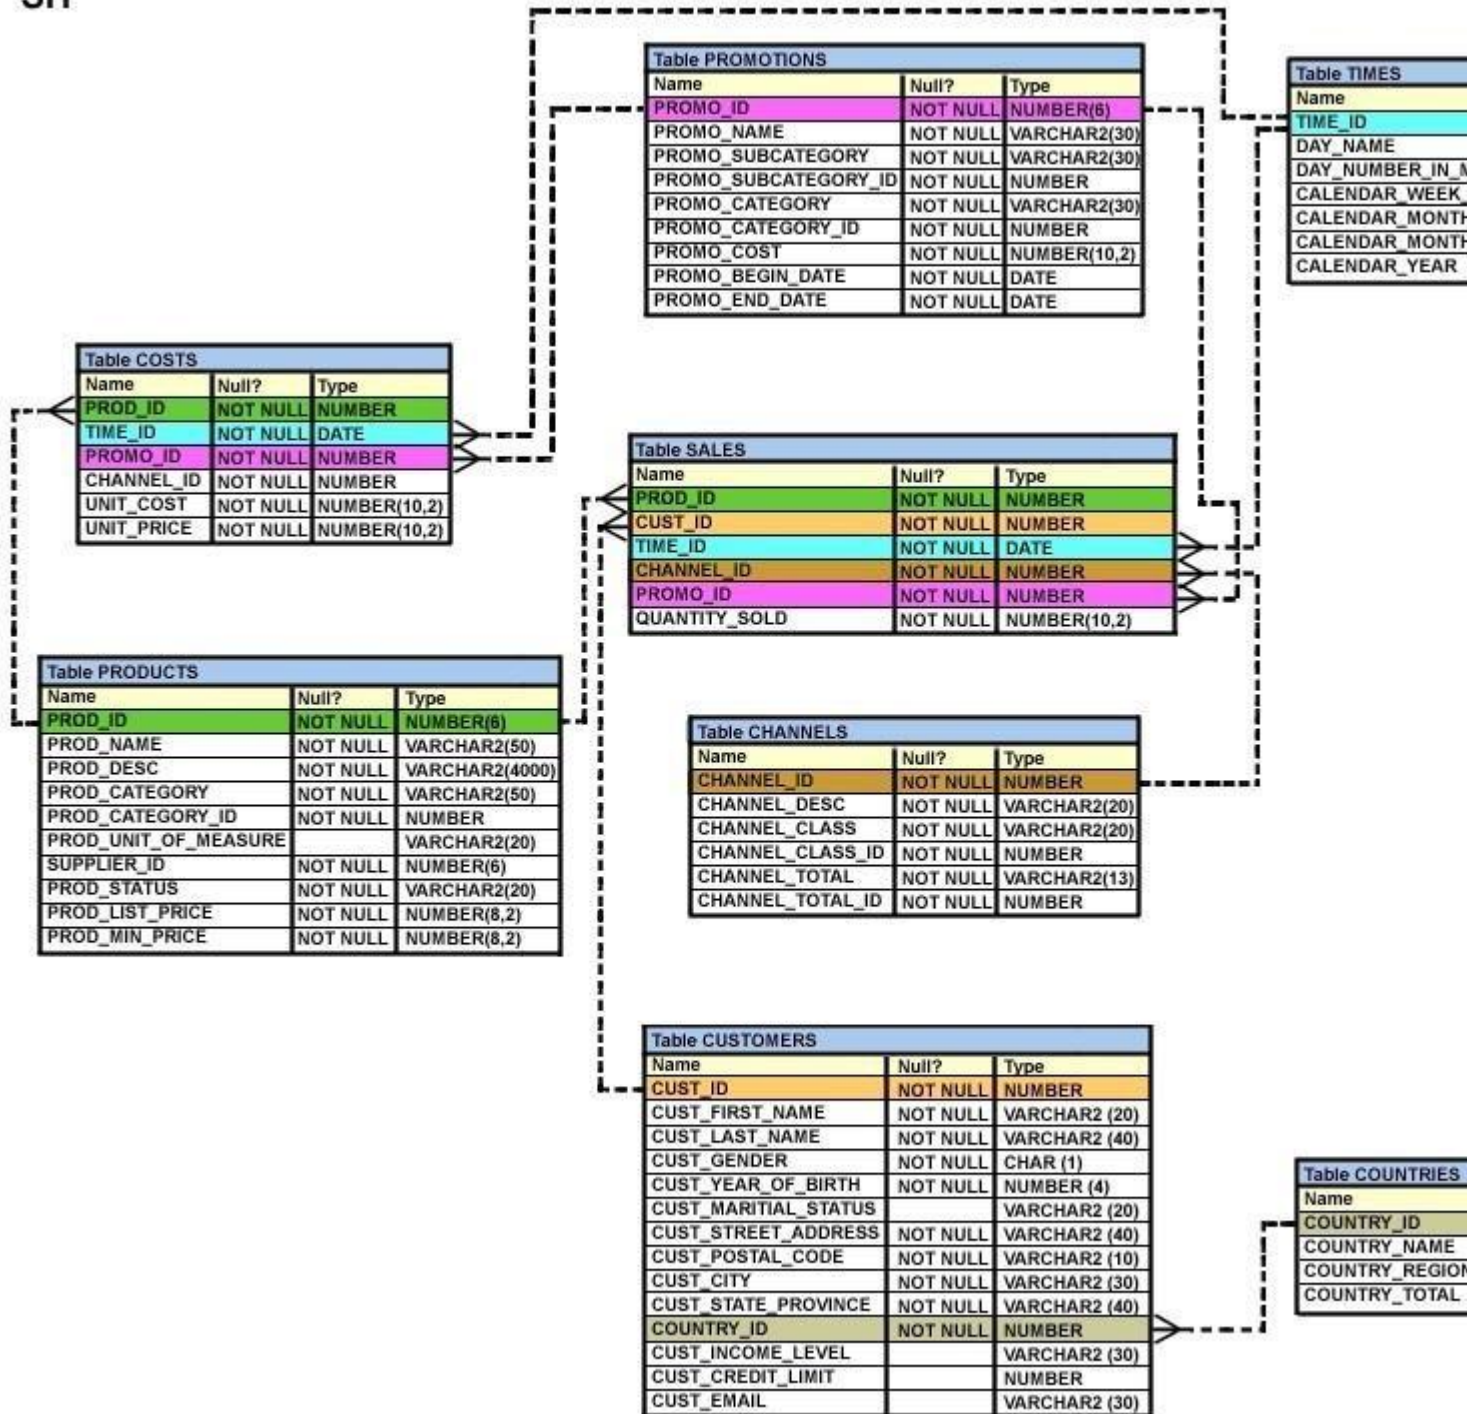 SH
Table PROMOTIONS
Name Null? Type
PROMO_ID NOT NULL NUMBER(6)
PROMO_NAME NOT NULL VARCHAR2(30)
PROMO_SUBCATEGORY NOT NULL VARCHAR2(30)
PROMO_SUBCATEGORY_ID NOT NULL NUMBER
PROMO_CATEGORY NOT NULL VARCHAR2(30)
PROMO_CATEGORY_ID NOT NULL NUMBER
PROMO_COST NOT NULL NUMBER(10,2)
PROMO_BEGIN_DATE NOT NULL DATE
PROMO_END_DATE NOT NULL DATE
Table TIMES
Name
TIME_ID
DAY_NAME
DAY_NUMBER_IN_M
CALENDAR_WEEK_
CALENDAR_MONTH
CALENDAR_MONTH
CALENDAR_YEAR
Table COSTS
Name Null? Type
PROD_ID NOT NULL NUMBER
TIME_ID NOT NULL DATE
PROMO_ID NOT NULL NUMBER
CHANNEL_ID NOT NULL NUMBER
UNIT_COST NOT NULL NUMBER(10,2)
UNIT_PRICE NOT NULL NUMBER(10,2)
Table SALES
Name Null? Type
PROD_ID NOT NULL NUMBER
CUST_ID NOT NULL NUMBER
TIME_ID NOT NULL DATE
CHANNEL_ID NOT NULL NUMBER
PROMO_ID NOT NULL NUMBER
QUANTITY_SOLD NOT NULL NUMBER(10,2)
Table PRODUCTS
Name Null? Type
PROD_ID NOT NULL NUMBER(6)
PROD_NAME NOT NULL VARCHAR2(50)
PROD_DESC NOT NULL VARCHAR2(4000)
PROD_CATEGORY NOT NULL VARCHAR2(50)
PROD_CATEGORY_ID NOT NULL NUMBER
PROD_UNIT_OF_MEASURE VARCHAR2(20)
SUPPLIER_ID NOT NULL NUMBER(6)
PROD_STATUS NOT NULL VARCHAR2(20)
PROD_LIST_PRICE NOT NULL NUMBER(8,2)
PROD_MIN_PRICE NOT NULL NUMBER(8,2)
Table CHANNELS
Name Null? Type
CHANNEL_ID NOT NULL NUMBER
CHANNEL_DESC NOT NULL VARCHAR2(20)
CHANNEL_CLASS NOT NULL VARCHAR2(20)
CHANNEL_CLASS_ID NOT NULL NUMBER
CHANNEL_TOTAL NOT NULL VARCHAR2(13)
CHANNEL_TOTAL_ID NOT NULL NUMBER
Table CUSTOMERS
Name Null? Type
CUST_ID NOT NULL NUMBER
CUST_FIRST_NAME NOT NULL VARCHAR2 (20)
CUST_LAST_NAME NOT NULL VARCHAR2 (40)
CUST_GENDER NOT NULL CHAR (1)
CUST_YEAR_OF_BIRTH NOT NULL NUMBER (4)
CUST_MARITIAL_STATUS VARCHAR2 (20)
CUST_STREET_ADDRESS NOT NULL VARCHAR2 (40)
CUST_POSTAL_CODE NOT NULL VARCHAR2 (10)
CUST_CITY NOT NULL VARCHAR2 (30)
CUST_STATE_PROVINCE NOT NULL VARCHAR2 (40)
COUNTRY_ID NOT NULL NUMBER
CUST_INCOME_LEVEL VARCHAR2 (30)
CUST_CREDIT_LIMIT NUMBER
CUST_EMAIL VARCHAR2 (30)
Table COUNTRIES
Name
COUNTRY_ID
COUNTRY_NAME
COUNTRY_REGION
COUNTRY_TOTAL